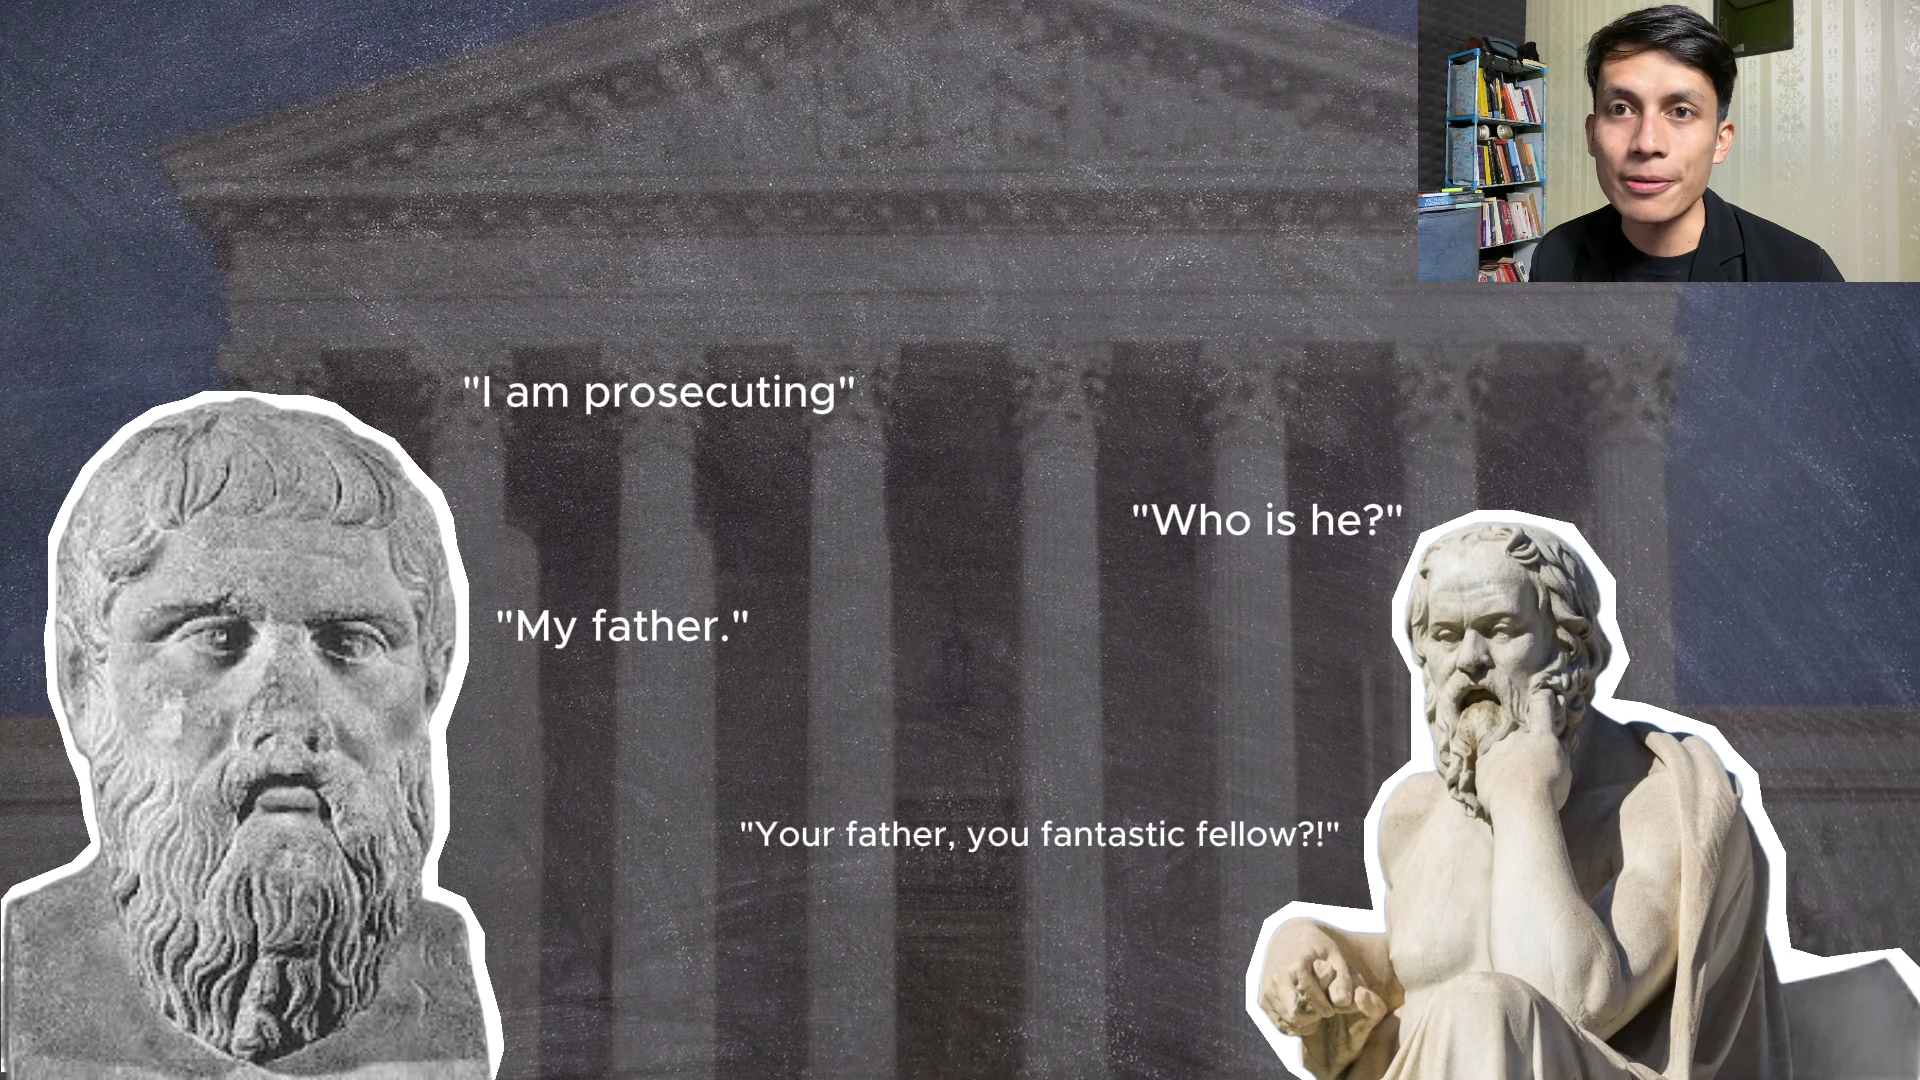 "I am prosecuting"
"Who is he?"
"My father."
"Your father, you fantastic fellow?!"